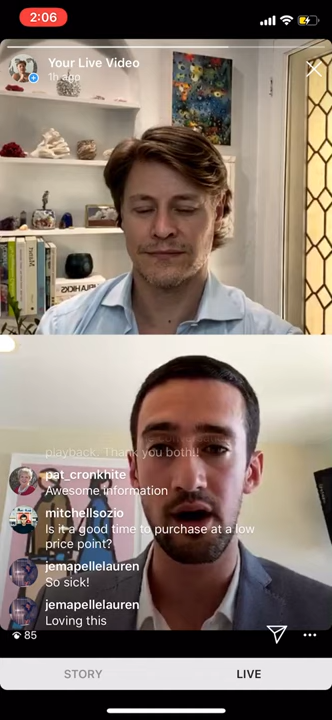 2:06
Your Live Video
1h ago
playback. Thank you both!!
pat_cronkhite
Awesome information
mitchellsozio
Is it a good time to purchase at a low
price point?
jemapellelauren
So sick!
jemapellelauren
Loving this
85
STORY
LIVE